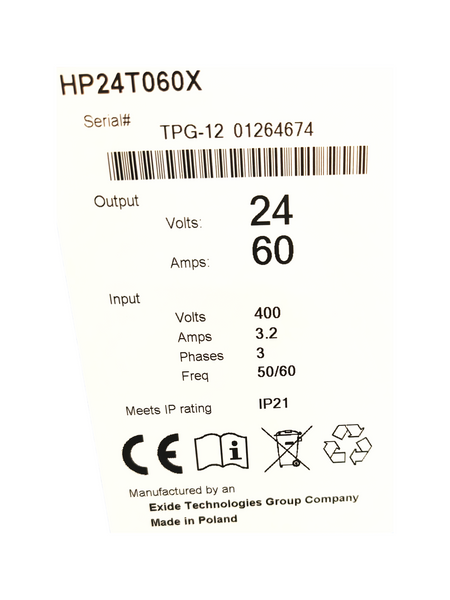 HP24T060X
Serial# TPG-12 01264674
Output
Volts: 24
Amps: 60
Input
Volts 400
Amps 3.2
Phases 3
Freq 50/60
Meets IP rating IP21
CE
i
Manufactured by an
Exide Technologies Group Company
Made in Poland